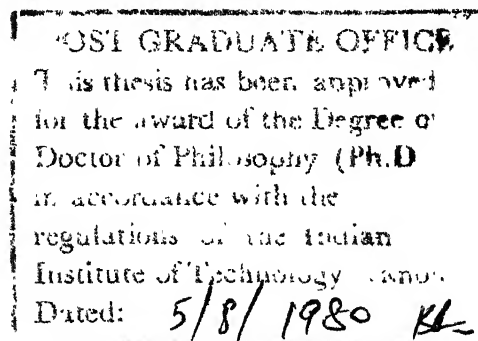 POST GRADUATE OFFICE
This thesis has been approved
for the award of the Degree of
Doctor of Philosophy (Ph.D
in accordance with the
regulations of the Indian
Institute of Technology
Dated: 5/8/1980